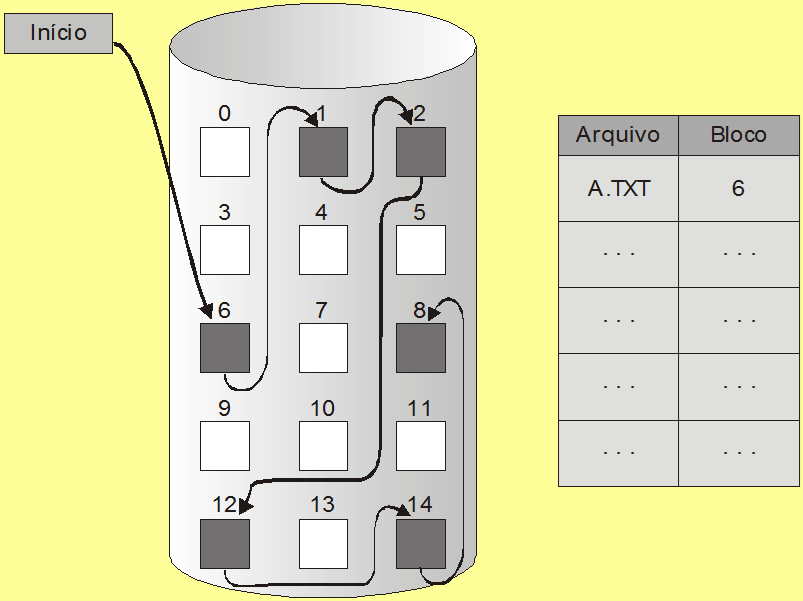 Início
0 1 2
3 4 5
6 7 8
9 10 11
12 13 14
Arquivo Bloco
A.TXT 6
. . . . . .
. . . . . .
. . . . . .
. . . . . .